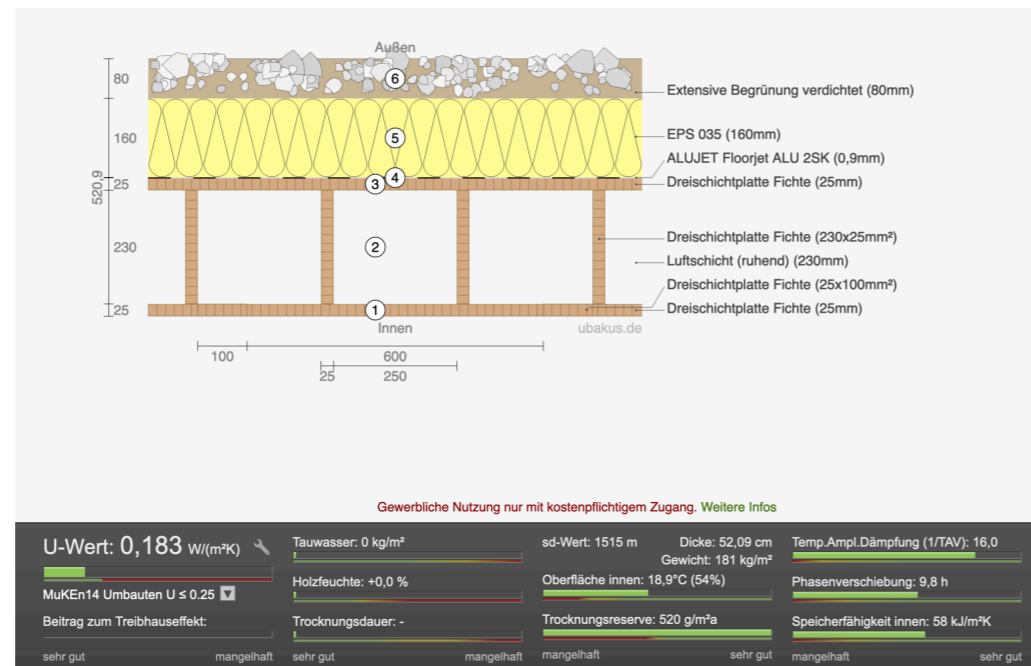 Außen
80
6
Extensive Begrünung verdichtet (80mm)
160
5
EPS 035 (160mm)
ALUJET Floorjet ALU 2SK (0,9mm)
4
520,9
25
3
Dreischichtplatte Fichte (25mm)
Dreischichtplatte Fichte (230x25mm²)
230
2
Luftschicht (ruhend) (230mm)
Dreischichtplatte Fichte (25x100mm²)
25
1
Dreischichtplatte Fichte (25mm)
Innen
ubakus.de
100
600
25
250
Gewerbliche Nutzung nur mit kostenpflichtigem Zugang. Weitere Infos
U-Wert: 0,183 W/(m²K)
MuKEn14 Umbauten U ≤ 0.25
Beitrag zum Treibhauseffekt:
sehr gut
mangelhaft
Tauwasser: 0 kg/m²
Holzfeuchte: +0,0 %
Trocknungsdauer: -
sehr gut
mangelhaft
sd-Wert: 1515 m
Dicke: 52,09 cm
Gewicht: 181 kg/m²
Oberfläche innen: 18,9°C (54%)
Trocknungsreserve: 520 g/m²a
mangelhaft
sehr gut
Temp.Ampl.Dämpfung (1/TAV): 16,0
Phasenverschiebung: 9,8 h
Speicherfähigkeit innen: 58 kJ/m²K
mangelhaft
sehr gut